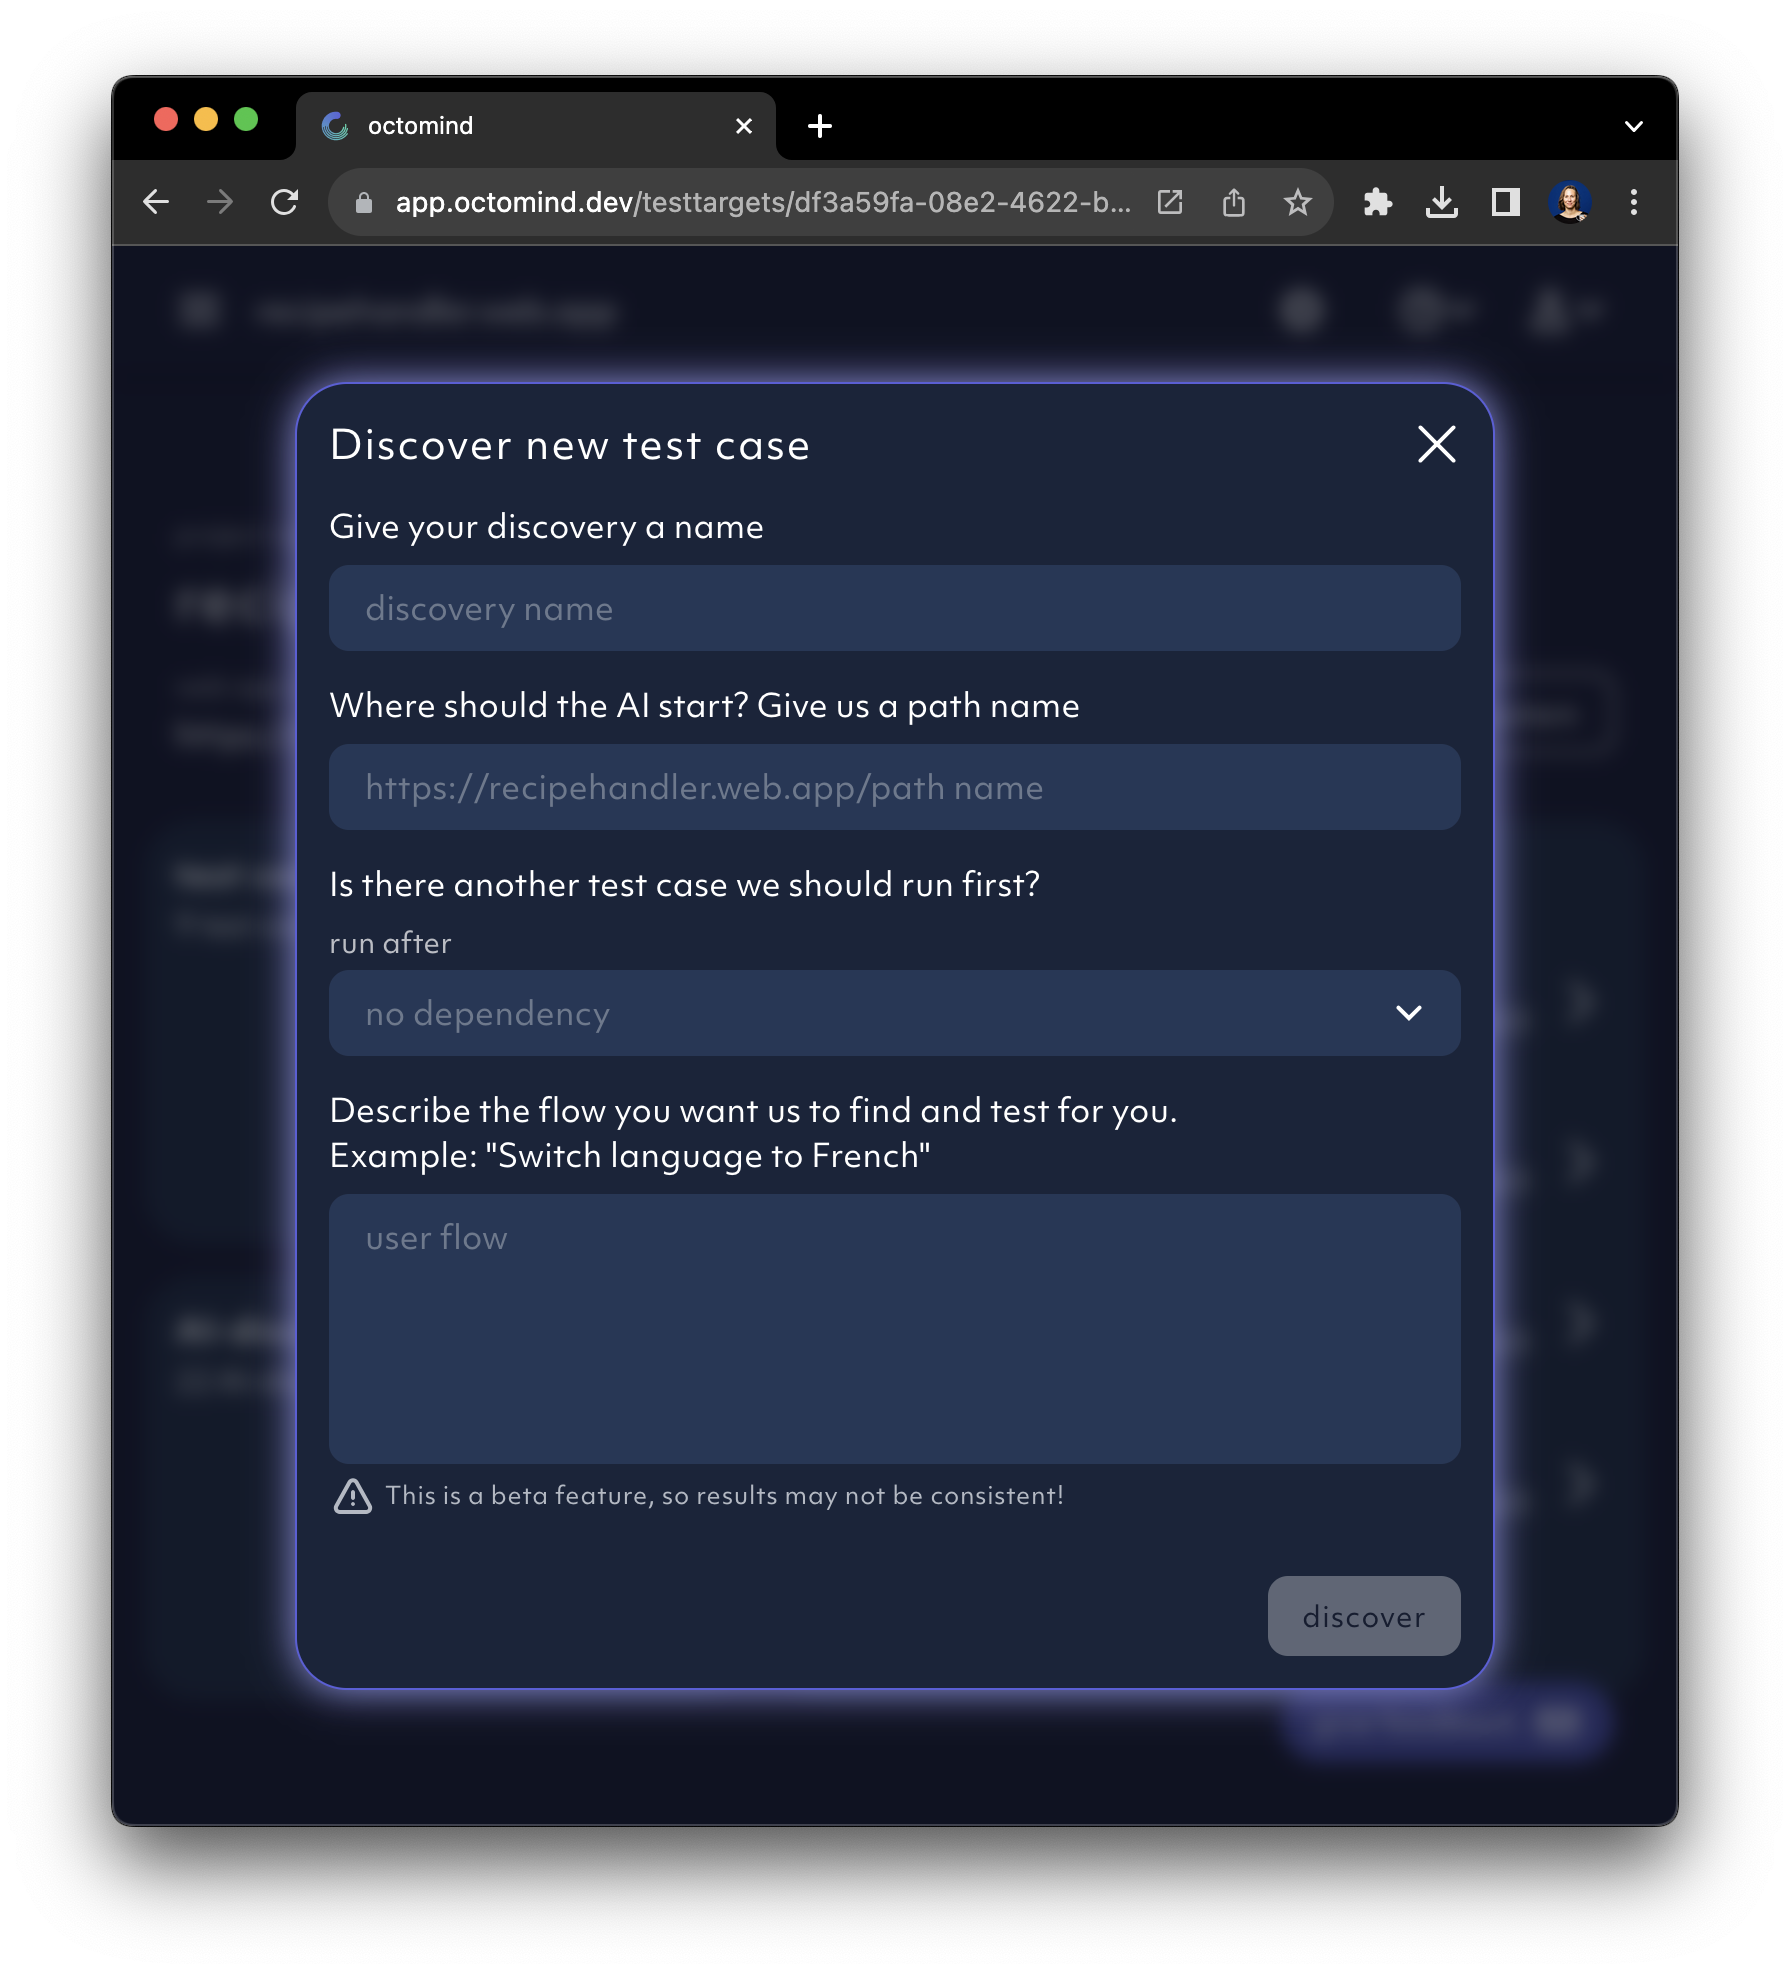 octomind
app.octomind.dev/testtargets/df3a59fa-08e2-4622-b...
Discover new test case
Give your discovery a name
discovery name
Where should the AI start? Give us a path name
https://recipehandler.web.app/path name
Is there another test case we should run first?
run after
no dependency
Describe the flow you want us to find and test for you.
Example: "Switch language to French"
user flow
This is a beta feature, so results may not be consistent!
discover